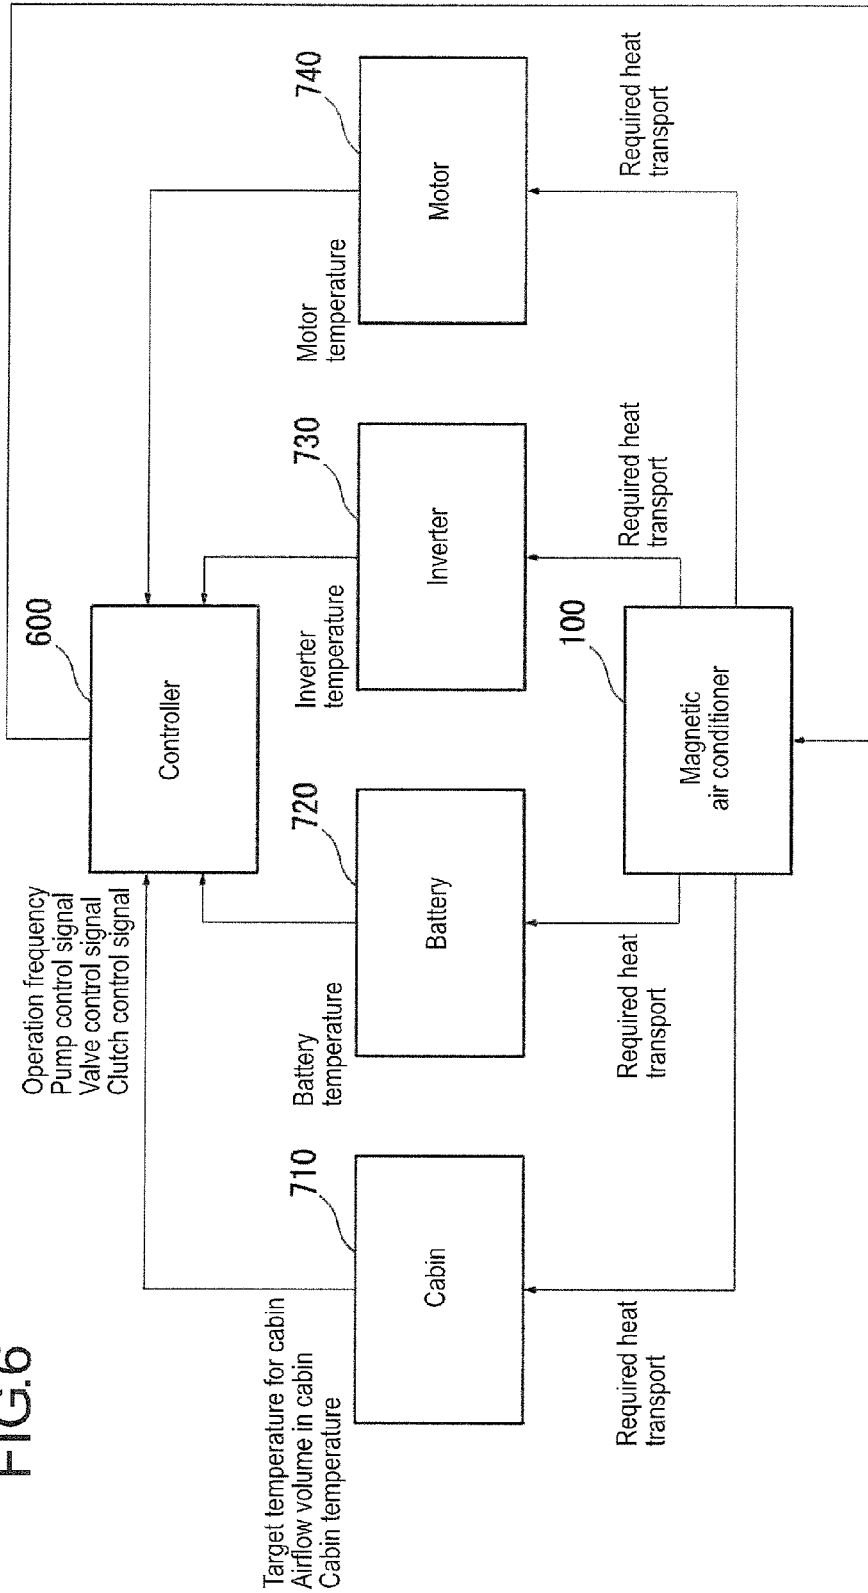 FIG.6
Operation frequency
Pump control signal
Valve control signal
Clutch control signal
600
Controller
Target temperature for cabin
Airflow volume in cabin
Cabin temperature
710
Cabin
Battery
temperature
720
Battery
Inverter
temperature
730
Inverter
Motor
temperature
740
Motor
Required heat
transport
Required heat
transport
Required heat
transport
Required heat
transport
100
Magnetic
air conditioner